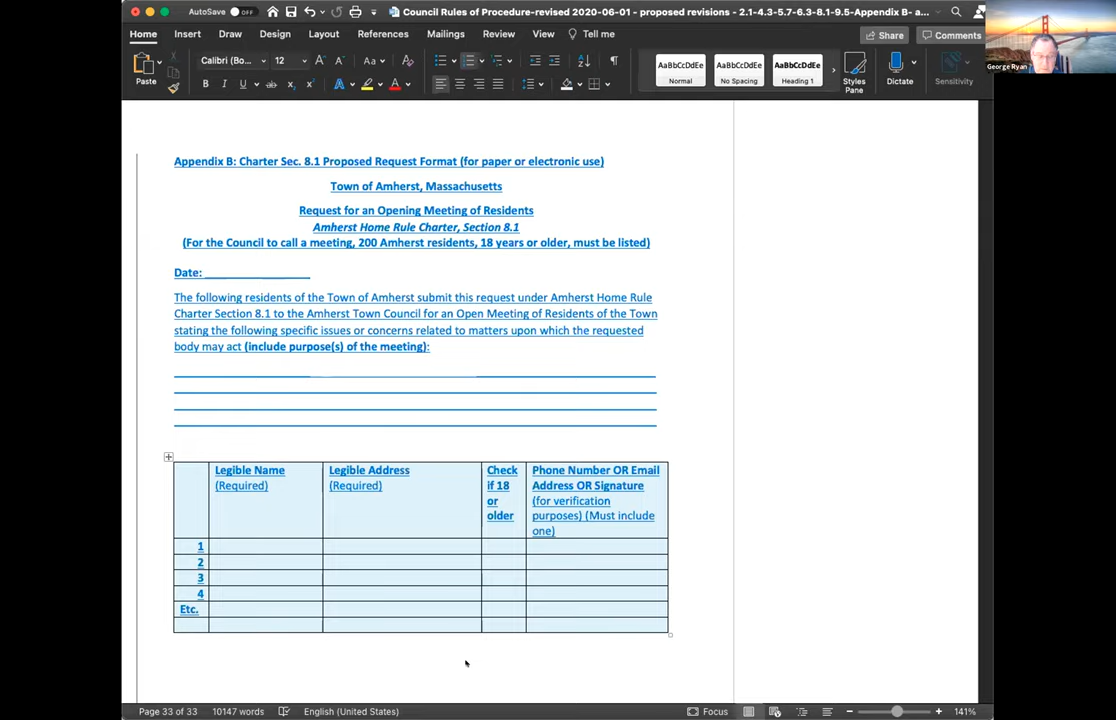 AutoSave OFF
Council Rules of Procedure-revised 2020-06-01 - proposed revisions - 2.1-4.3-5.7-6.3-8.1-9.5-Appendix B- a...
Home Insert Draw Design Layout References Mailings Review View Tell me
Share Comments
George Ryan
Paste
Calibri (Bo... 12
AaBbCcDdEe AaBbCcDdEe AaBbCcDdEe
Normal No Spacing Heading 1
Styles Pane
Dictate
Sensitivity
Appendix B: Charter Sec. 8.1 Proposed Request Format (for paper or electronic use)
Town of Amherst, Massachusetts
Request for an Opening Meeting of Residents
Amherst Home Rule Charter, Section 8.1
(For the Council to call a meeting, 200 Amherst residents, 18 years or older, must be listed)
Date: ________________
The following residents of the Town of Amherst submit this request under Amherst Home Rule
Charter Section 8.1 to the Amherst Town Council for an Open Meeting of Residents of the Town
stating the following specific issues or concerns related to matters upon which the requested
body may act (include purpose(s) of the meeting):
Legible Name
(Required)
Legible Address
(Required)
Check
if 18
or
older
Phone Number OR Email
Address OR Signature
(for verification
purposes) (Must include
one)
1
2
3
4
Etc.
Page 33 of 33 10147 words English (United States) Focus 141%